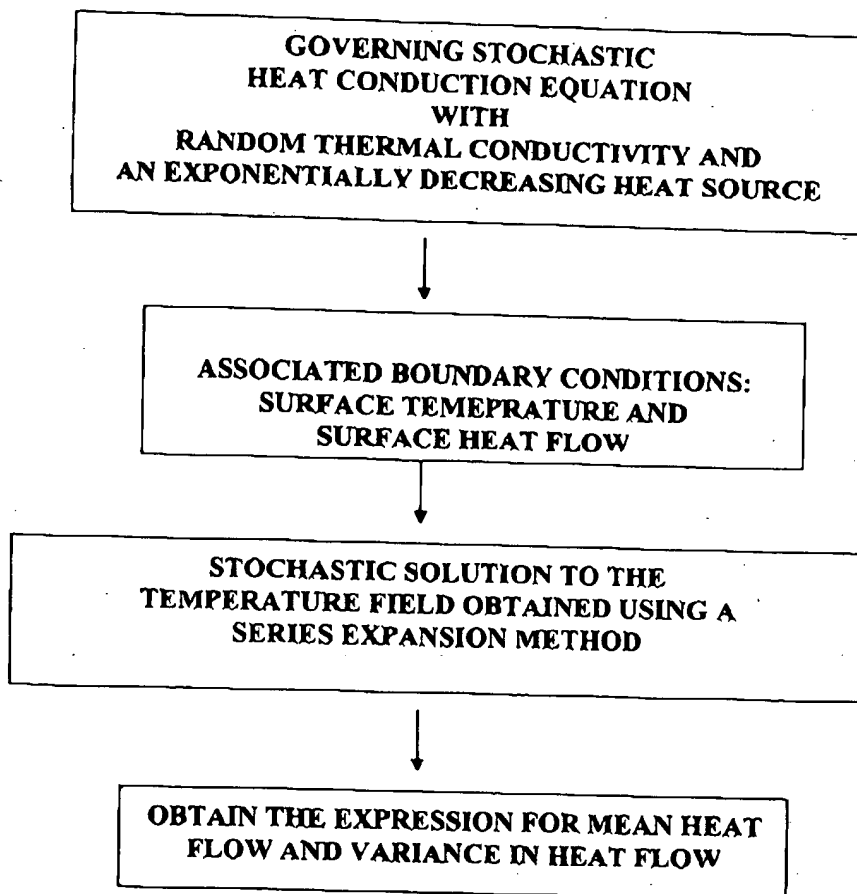 GOVERNING STOCHASTIC
HEAT CONDUCTION EQUATION
WITH
RANDOM THERMAL CONDUCTIVITY AND
AN EXPONENTIALLY DECREASING HEAT SOURCE
ASSOCIATED BOUNDARY CONDITIONS:
SURFACE TEMEPRATURE AND
SURFACE HEAT FLOW
STOCHASTIC SOLUTION TO THE
TEMPERATURE FIELD OBTAINED USING A
SERIES EXPANSION METHOD
OBTAIN THE EXPRESSION FOR MEAN HEAT
FLOW AND VARIANCE IN HEAT FLOW